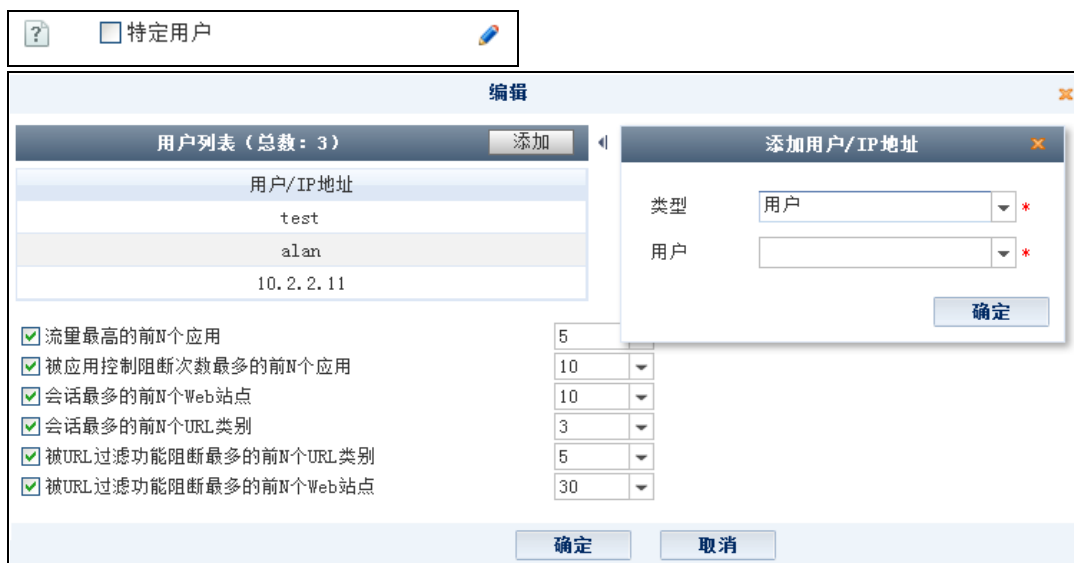 特定用户
编辑
用户列表(总数: 3) 添加
添加用户/IP地址
用户/IP地址
test
alan
10.2.2.11
类型 用户 *
用户 *
确定
流量最高的前N个应用 5
被应用控制阻断次数最多的前N个应用 10
会话最多的前N个Web站点 10
会话最多的前N个URL类别 3
被URL过滤功能阻断最多的前N个URL类别 5
被URL过滤功能阻断最多的前N个Web站点 30
确定 取消